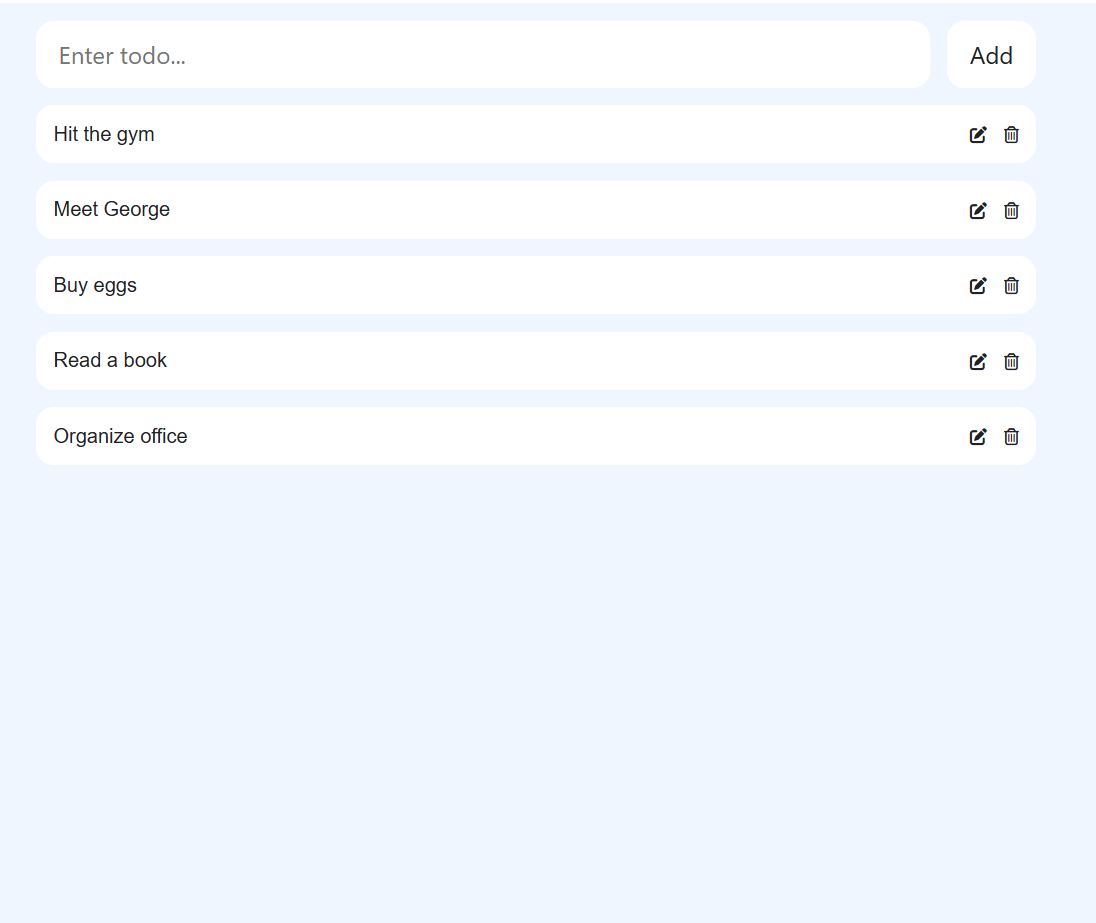 Enter todo...
Add
Hit the gym
Meet George
Buy eggs
Read a book
Organize office